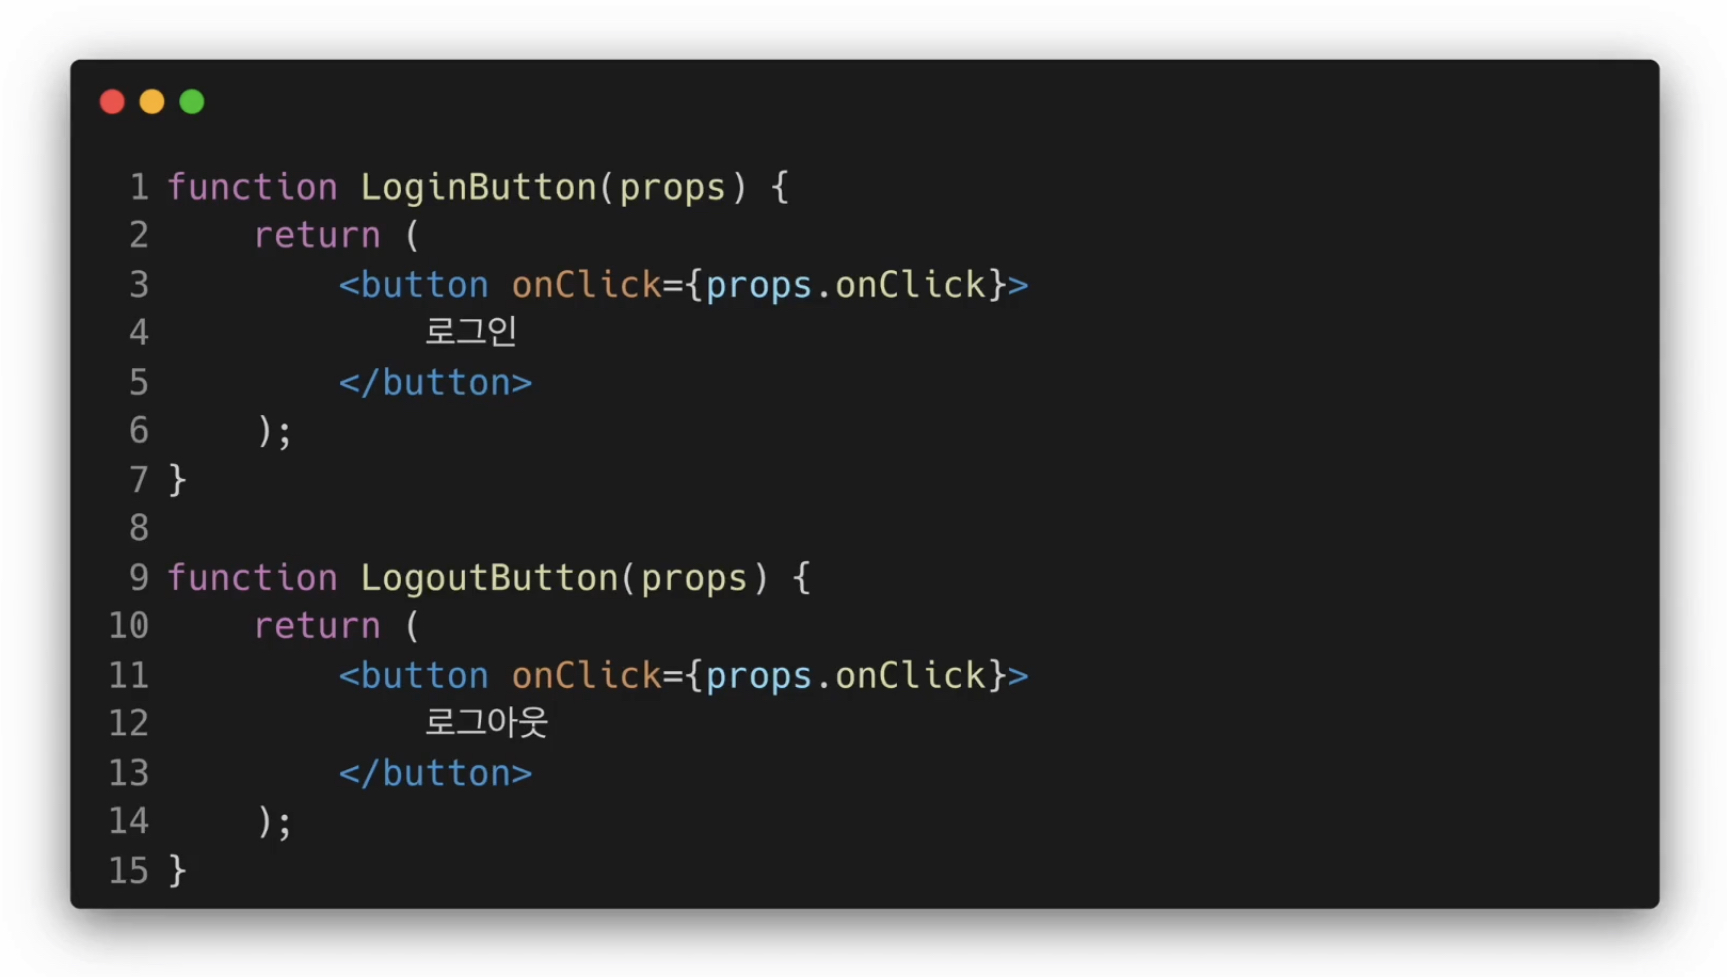 1 function LoginButton(props) {
2     return (
3         <button onClick={props.onClick}>
4             로그인
5         </button>
6     );
7 }
8
9 function LogoutButton(props) {
10     return (
11         <button onClick={props.onClick}>
12             로그아웃
13         </button>
14     );
15 }